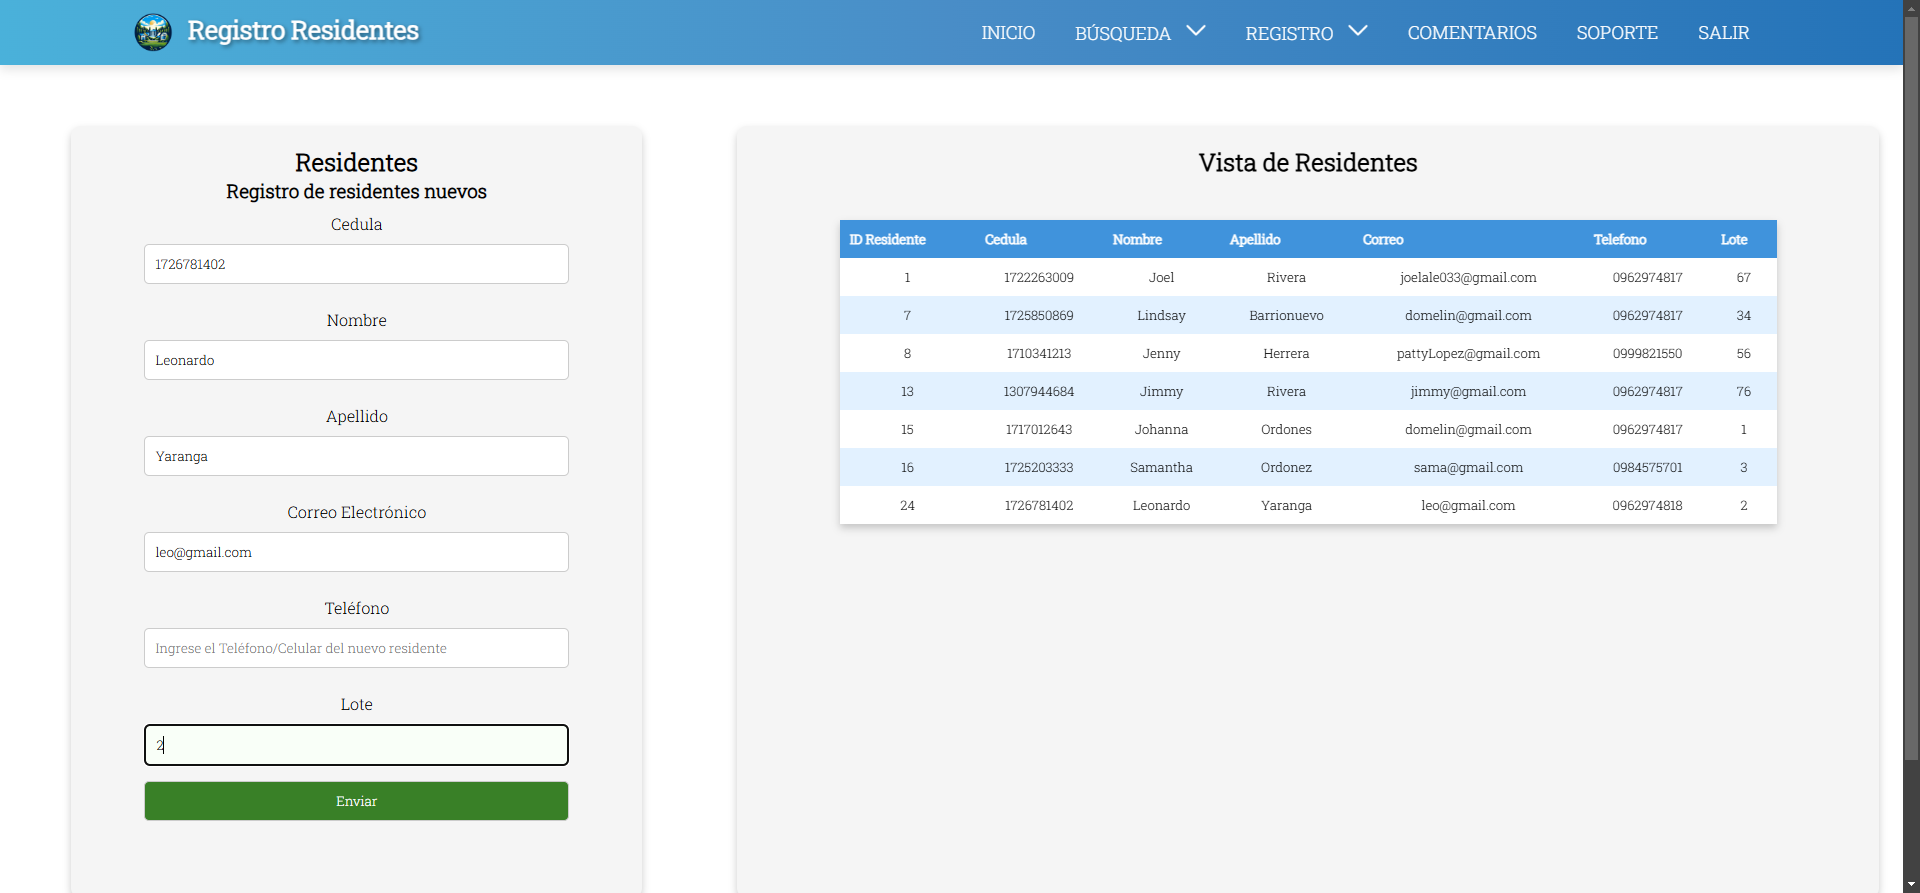 Registro Residentes
INICIO BÚSQUEDA REGISTRO COMENTARIOS SOPORTE SALIR
Residentes
Registro de residentes nuevos
Cedula
1726781402
Nombre
Leonardo
Apellido
Yaranga
Correo Electrónico
leo@gmail.com
Teléfono
Ingrese el Teléfono/Celular del nuevo residente
Lote
2
Enviar
Vista de Residentes
ID Residente Cedula Nombre Apellido Correo Telefono Lote
1 1722263009 Joel Rivera joelale033@gmail.com 0962974817 67
7 1725850869 Lindsay Barrionuevo domelin@gmail.com 0962974817 34
8 1710341213 Jenny Herrera pattyLopez@gmail.com 0999821550 56
13 1307944684 Jimmy Rivera jimmy@gmail.com 0962974817 76
15 1717012643 Johanna Ordones domelin@gmail.com 0962974817 1
16 1725203333 Samantha Ordonez sama@gmail.com 0984575701 3
24 1726781402 Leonardo Yaranga leo@gmail.com 0962974818 2